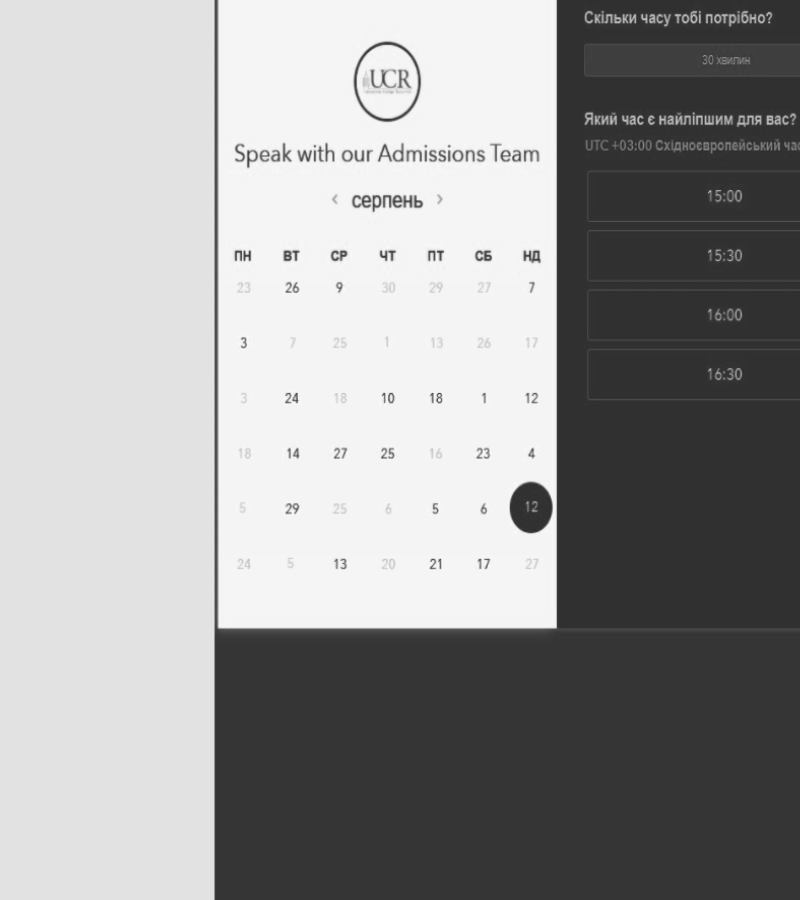 UCR
Speak with our Admissions Team
‹ серпень ›
ПН ВТ СР ЧТ ПТ СБ НД
23 26 9 30 29 27 7
3 7 25 1 13 26 17
3 24 18 10 18 1 12
18 14 27 25 16 23 4
5 29 25 6 5 6 12
24 5 13 20 21 17 27
Скільки часу тобі потрібно?
30 хвилин
Який час є найліпшим для вас?
UTC +03:00 Східноєвропейський
15:00
15:30
16:00
16:30